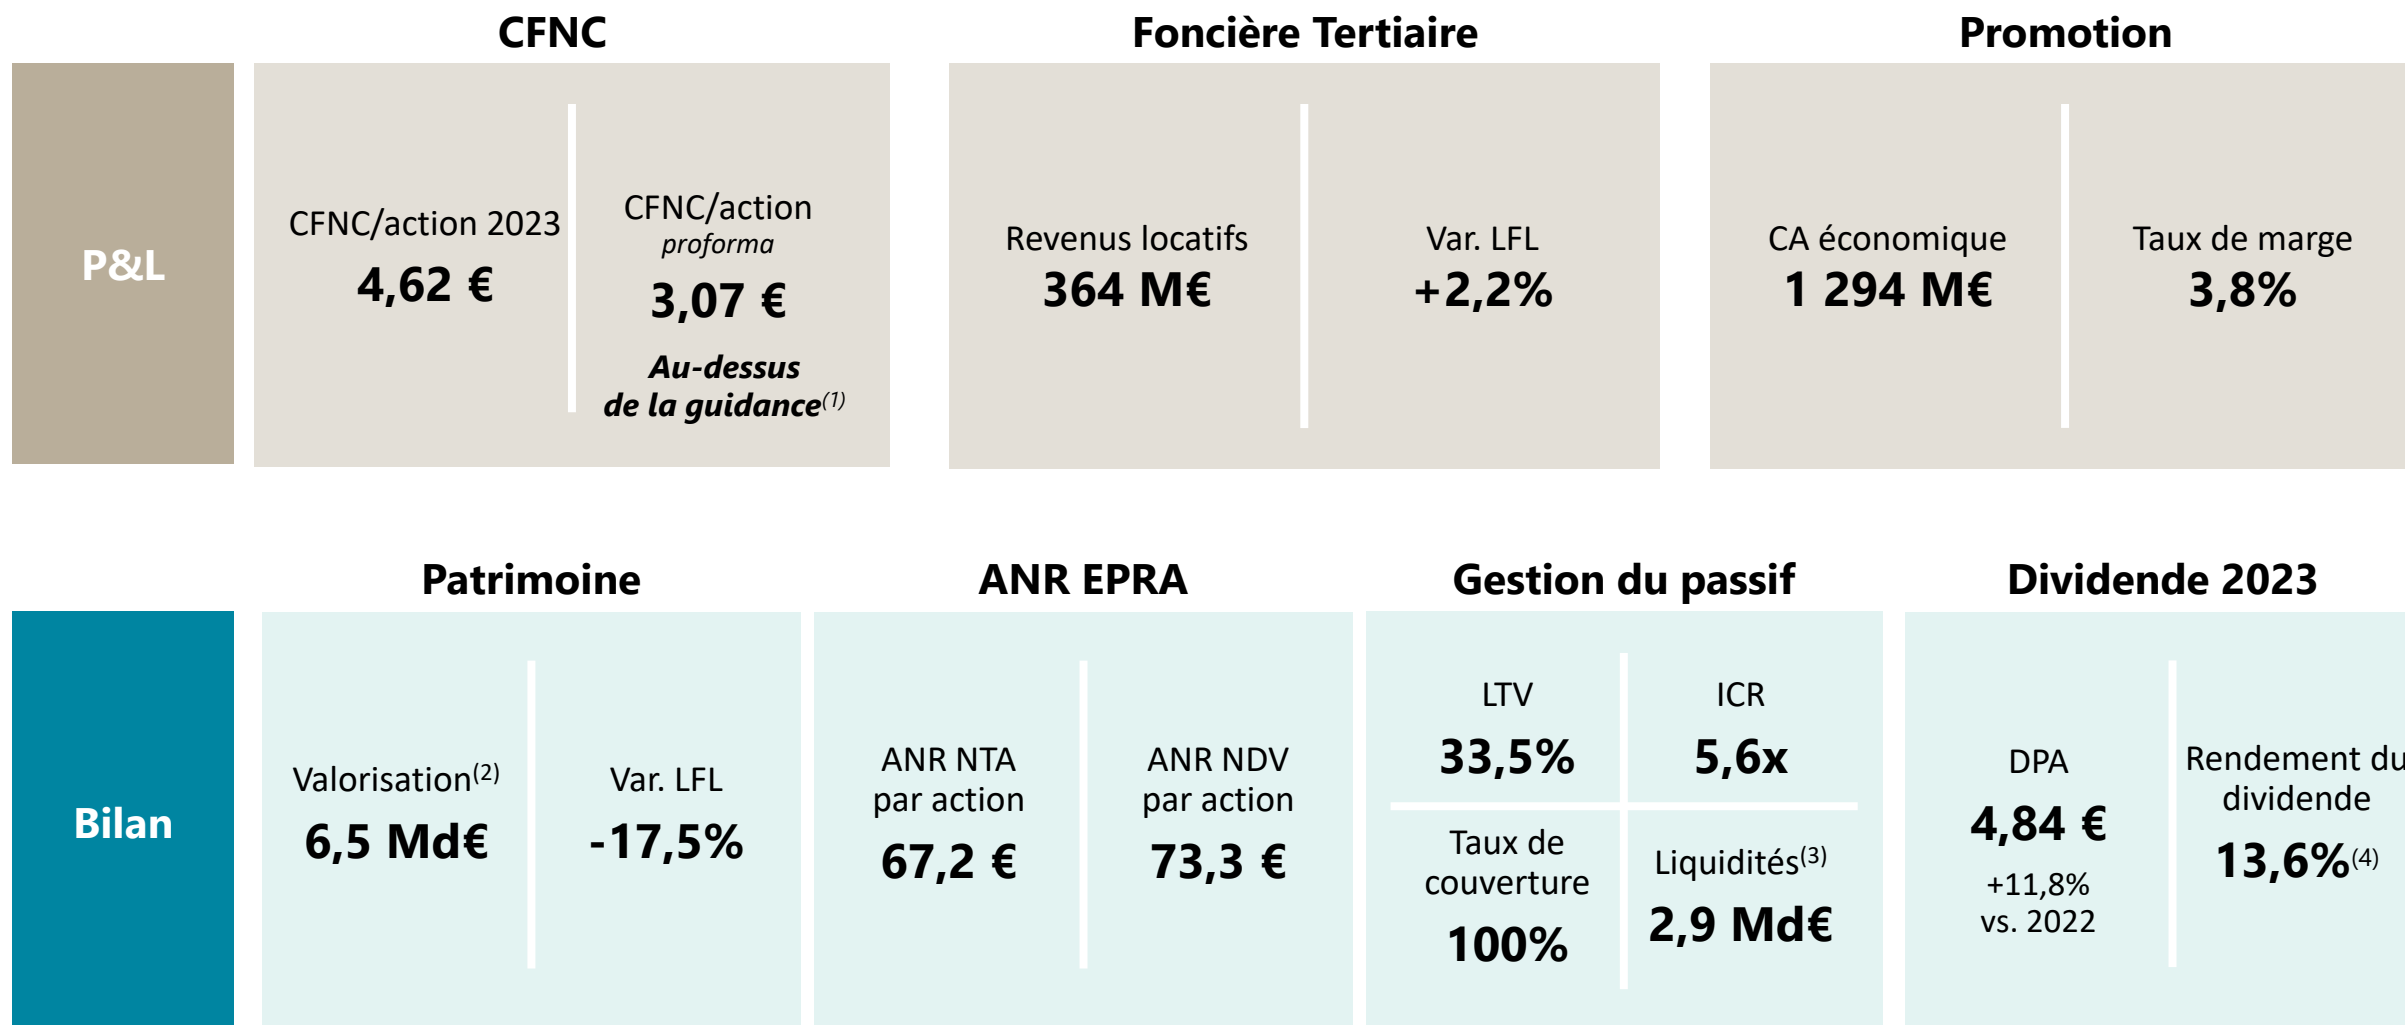 CFNC
Foncière Tertiaire
Promotion
P&L
CFNC/action 2023
4,62 €
CFNC/action
proforma
3,07 €
Au-dessus
de la guidance(1)
Revenus locatifs
364 M€
Var. LFL
+2,2%
CA économique
1 294 M€
Taux de marge
3,8%
Patrimoine
ANR EPRA
Gestion du passif
Dividende 2023
Bilan
Valorisation(2)
6,5 Md€
Var. LFL
-17,5%
ANR NTA
par action
67,2 €
ANR NDV
par action
73,3 €
LTV
33,5%
ICR
5,6x
Taux de
couverture
100%
Liquidités(3)
2,9 Md€
DPA
4,84 €
+11,8%
vs. 2022
Rendement du
dividende
13,6%(4)